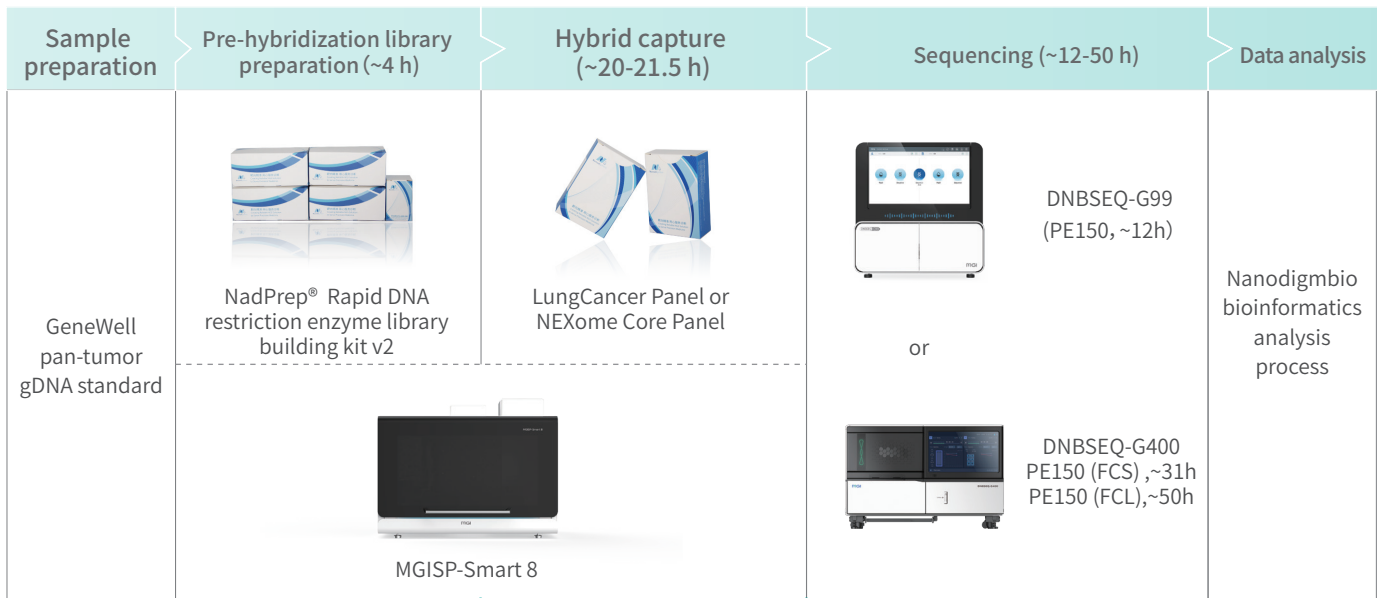 Sample
preparation
Pre-hybridization library
preparation (~4 h)
Hybrid capture
(~20-21.5 h)
Sequencing (~12-50 h)
Data analysis
GeneWell
pan-tumor
gDNA standard
NadPrep® Rapid DNA
restriction enzyme library
building kit v2
LungCancer Panel or
NEXome Core Panel
MGISP-Smart 8
DNBSEQ-G99
(PE150, ~12h)
or
DNBSEQ-G400
PE150 (FCS) ,~31h
PE150 (FCL),~50h
Nanodigmbio
bioinformatics
analysis
process
mgi
mgi
mgi